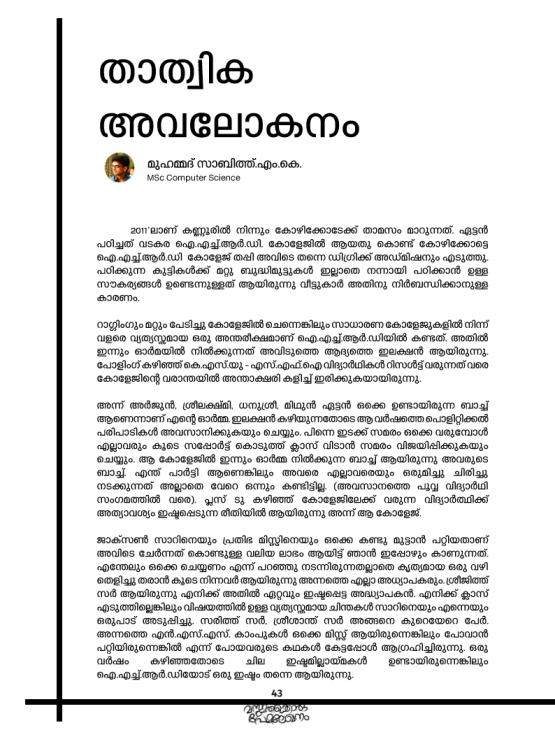 താത്വിക
അവലോകനം
മുഹമ്മദ് സാബിത്ത്.എം.കെ.
MSc Computer Science
2011'ലാണ് കണ്ണൂരിൽ നിന്നും കോഴിക്കോടേക്ക് താമസം മാറുന്നത്. ഏട്ടൻ
പഠിച്ചത് വടകര ഐ.എച്ച്.ആർ.ഡി. കോളേജിൽ ആയതു കൊണ്ട് കോഴിക്കോട്ടെ
ഐ.എച്ച്.ആർ.ഡി കോളേജ് തപ്പി അവിടെ തന്നെ ഡിഗ്രിക്ക് അഡ്മിഷനും എടുത്തു.
പഠിക്കുന്ന കുട്ടികൾക്ക് മറ്റു ബുദ്ധിമുട്ടുകൾ ഇല്ലാതെ നന്നായി പഠിക്കാൻ ഉള്ള
സൗകര്യങ്ങൾ ഉണ്ടെന്നുള്ളത് ആയിരുന്നു വീട്ടുകാർ അതിനു നിർബന്ധിക്കാനുള്ള
കാരണം.
റാഗ്ഗിംഗും മറ്റും പേടിച്ചു കോളേജിൽ ചെന്നെങ്കിലും സാധാരണ കോളേജുകളിൽ നിന്ന്
വളരെ വ്യത്യസ്തമായ ഒരു അന്തരീക്ഷമാണ് ഐ.എച്ച്.ആർ.ഡിയിൽ കണ്ടത്. അതിൽ
ഇന്നും ഓർമയിൽ നിൽക്കുന്നത് അവിടുത്തെ ആദ്യത്തെ ഇലക്ഷൻ ആയിരുന്നു.
പോളിംഗ് കഴിഞ്ഞ് കെ.എസ്.യു - എസ്.എഫ്.ഐ വിദ്യാർഥികൾ റിസൾട്ട് വരുന്നത് വരെ
കോളേജിന്റെ വരാന്തയിൽ അന്താക്ഷരി കളിച്ച് ഇരിക്കുകയായിരുന്നു.
അന്ന് അർജുൻ, ശ്രീലക്ഷ്മി, ധനുശ്രീ, മിഥുൻ ഏട്ടൻ ഒക്കെ ഉണ്ടായിരുന്ന ബാച്ച്
ആണെന്നാണ് എന്റെ ഓർമ്മ. ഇലക്ഷൻ കഴിയുന്നതോടെ ആ വർഷത്തെ പൊളിറ്റിക്കൽ
പരിപാടികൾ അവസാനിക്കുകയും ചെയ്യും. പിന്നെ ഇടക്ക് സമരം ഒക്കെ വരുമ്പോൾ
എല്ലാവരും കൂടെ സപ്പോർട്ട് കൊടുത്ത് ക്ലാസ് വിടാൻ സമരം വിജയിപ്പിക്കുകയും
ചെയ്യും. ആ കോളേജിൽ ഇന്നും ഓർമ്മ നിൽക്കുന്ന ബാച്ച് ആയിരുന്നു അവരുടെ
ബാച്ച്. എന്ത് പാർട്ടി ആണെങ്കിലും അവരെ എല്ലാവരെയും ഒരുമിച്ചു ചിരിച്ചു
നടക്കുന്നത് അല്ലാതെ വേറെ ഒന്നും കണ്ടിട്ടില്ല. (അവസാനത്തെ പൂവ്വ വിദ്യാർഥി
സംഗമത്തിൽ വരെ). പ്ലസ് ടു കഴിഞ്ഞ് കോളേജിലേക്ക് വരുന്ന വിദ്യാർത്ഥിക്ക്
അത്യാവശ്യം ഇഷ്ടപ്പെടുന്ന രീതിയിൽ ആയിരുന്നു അന്ന് ആ കോളേജ്.
ജാക്സൺ സാറിനെയും പ്രതിഭ മിസ്സിനെയും ഒക്കെ കണ്ടു മുട്ടാൻ പറ്റിയതാണ്
അവിടെ ചേർന്നത് കൊണ്ടുള്ള വലിയ ലാഭം ആയിട്ട് ഞാൻ ഇപ്പോഴും കാണുന്നത്.
എന്തേലും ഒക്കെ ചെയ്യണം എന്ന് പറഞ്ഞു നടന്നിരുന്നതല്ലാതെ കൃത്യമായ ഒരു വഴി
തെളിച്ചു തരാൻ കൂടെ നിന്നവർ ആയിരുന്നു അന്നത്തെ എല്ലാ അധ്യാപകരും. ശ്രീജിത്ത്
സർ ആയിരുന്നു എനിക്ക് അതിൽ ഏറ്റവും ഇഷ്ടപ്പെട്ട അദ്ധ്യാപകൻ. എനിക്ക് ക്ലാസ്
എടുത്തില്ലെങ്കിലും വിഷയത്തിൽ ഉള്ള വ്യത്യസ്തമായ ചിന്തകൾ സാറിനെയും എന്നെയും
ഒരുപാട് അടുപ്പിച്ചു. സരിത്ത് സർ, ശ്രീശാന്ത് സർ അങ്ങനെ കുറെയേറെ പേർ.
അന്നത്തെ എൻ.എസ്.എസ്. കാംപുകൾ ഒക്കെ മിസ്സ് ആയിരുന്നെങ്കിലും പോവാൻ
പറ്റിയിരുന്നെങ്കിൽ എന്ന് പോയവരുടെ കഥകൾ കേട്ടപ്പോൾ ആഗ്രഹിച്ചിരുന്നു. ഒരു
വർഷം കഴിഞ്ഞതോടെ ചില ഇഷ്ടമില്ലായ്മകൾ ഉണ്ടായിരുന്നെങ്കിലും
ഐ.എച്ച്.ആർ.ഡിയോട് ഒരു ഇഷ്ടം തന്നെ ആയിരുന്നു.
43